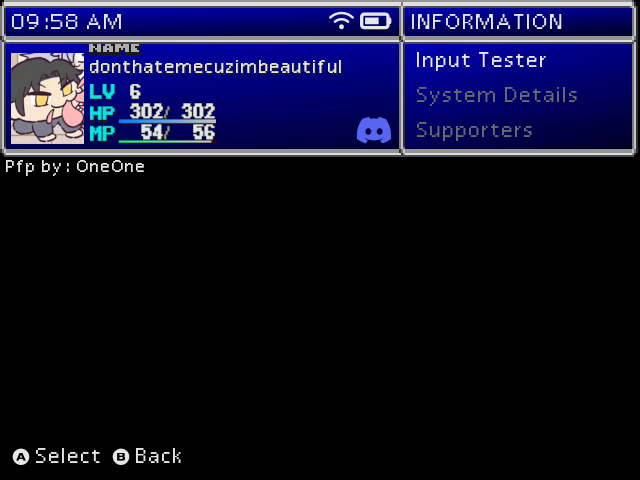 09:58 AM
INFORMATION
NAME
donthatemecuzimbeautiful
LV 6
HP 302/ 302
MP 54/ 56
Input Tester
System Details
Supporters
Pfp by: OneOne
A Select B Back